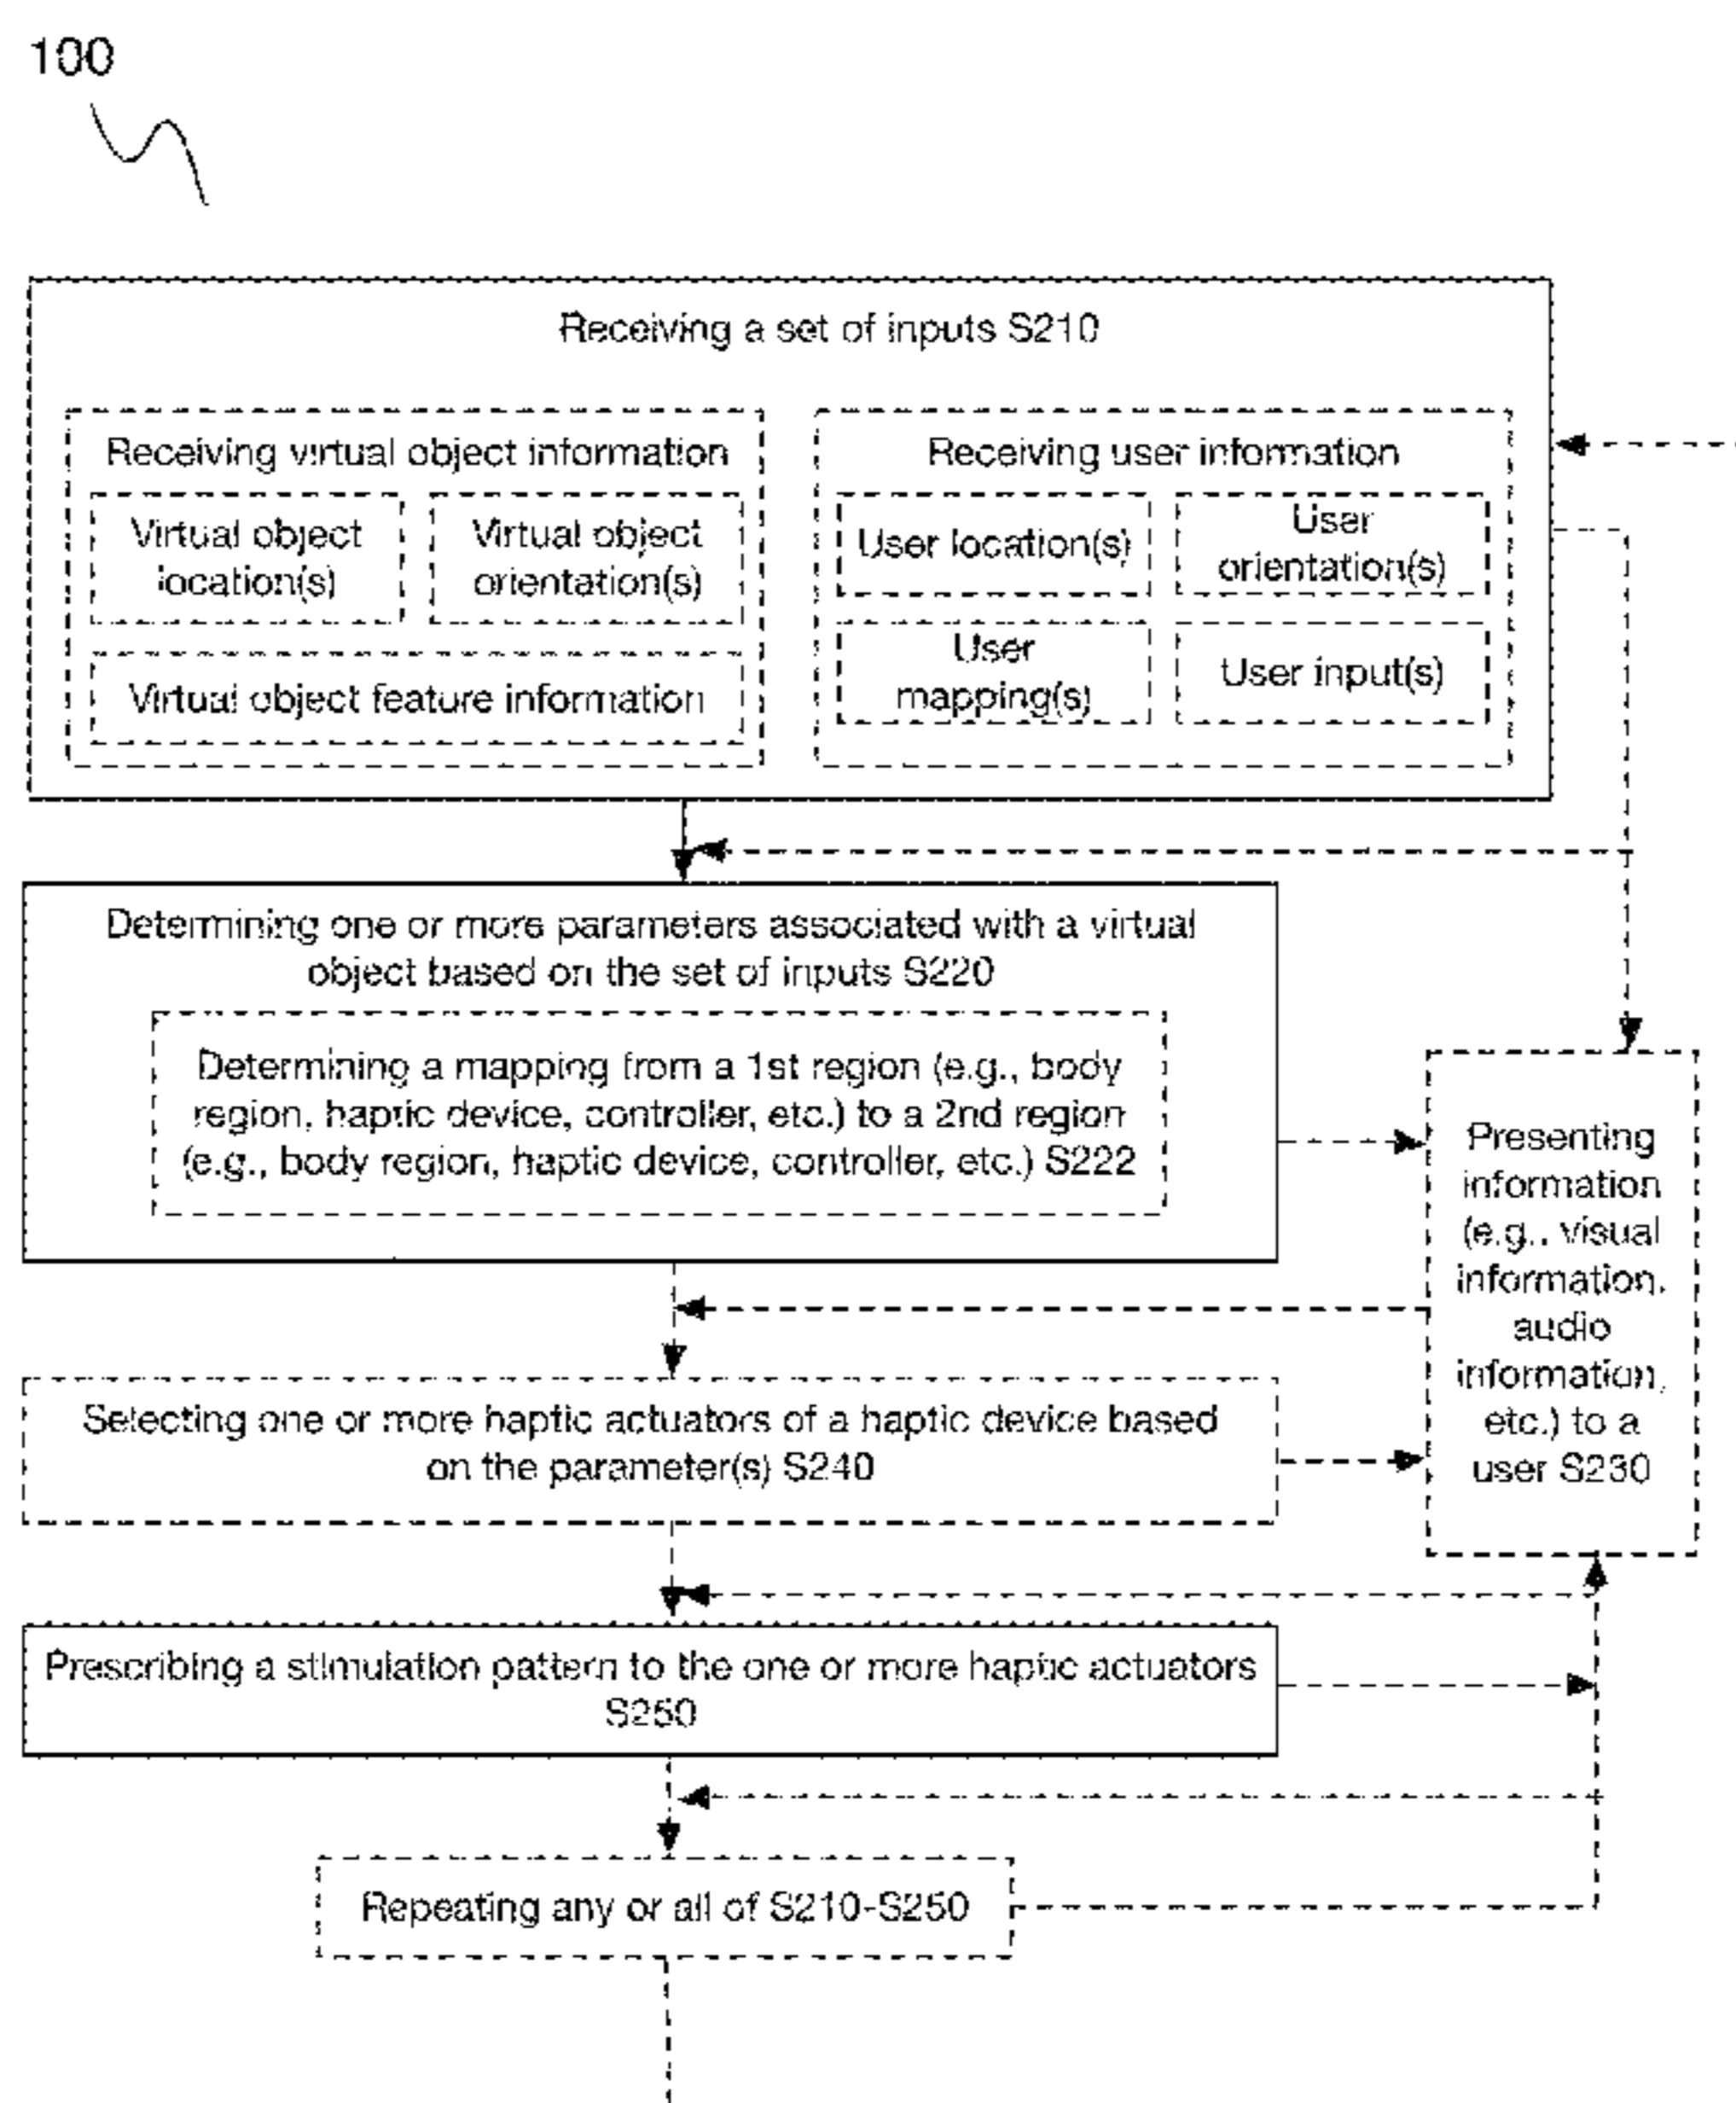 100
Receiving a set of inputs S210
Receiving virtual object information
Virtual object
location(s)
Virtual object
orientation(s)
Virtual object feature information
Receiving user information
User location(s)
User
orientation(s)
User
mapping(s)
User input(s)
Determining one or more parameters associated with a virtual
object based on the set of inputs S220
Determining a mapping from a 1st region (e.g., body
region, haptic device, controller, etc.) to a 2nd region
(e.g., body region, haptic device, controller, etc.) S222
Presenting
information
(e.g., visual
information,
audio
information,
etc.) to a
user S230
Selecting one or more haptic actuators of a haptic device based
on the parameter(s) S240
Prescribing a stimulation pattern to the one or more haptic actuators
S250
Repeating any or all of S210-S250